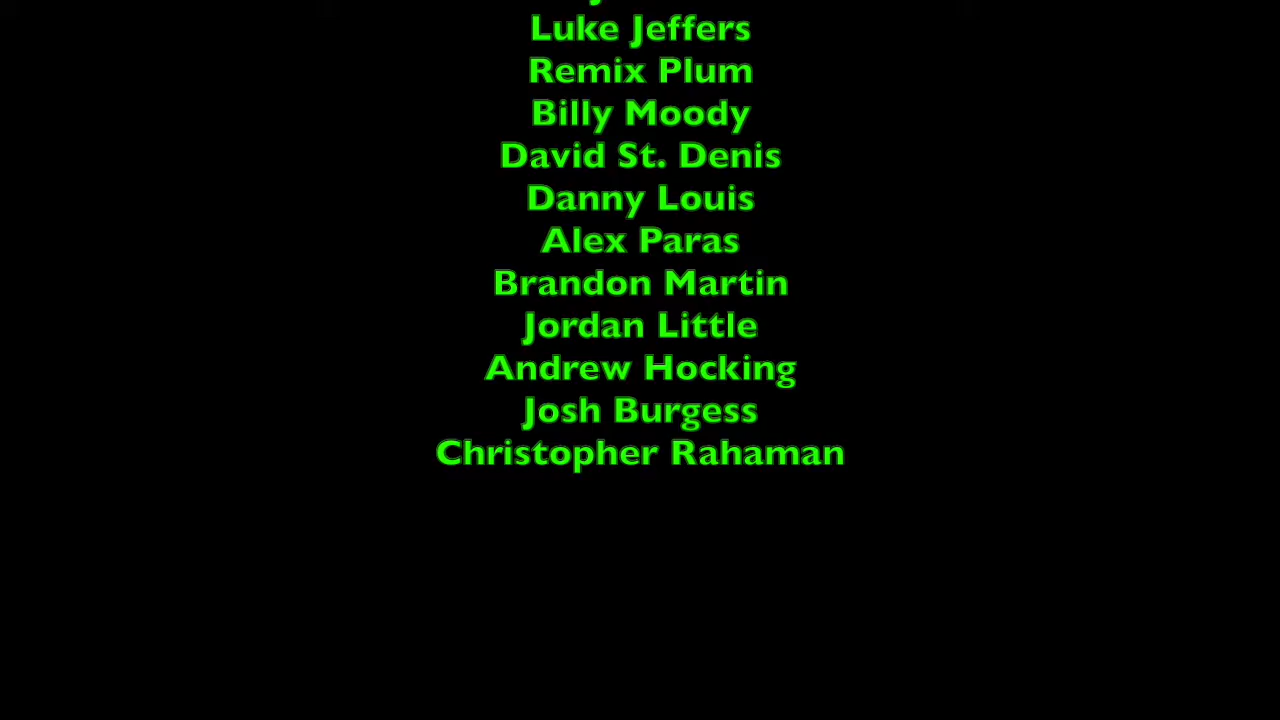 Luke Jeffers
Remix Plum
Billy Moody
David St. Denis
Danny Louis
Alex Paras
Brandon Martin
Jordan Little
Andrew Hocking
Josh Burgess
Christopher Rahaman